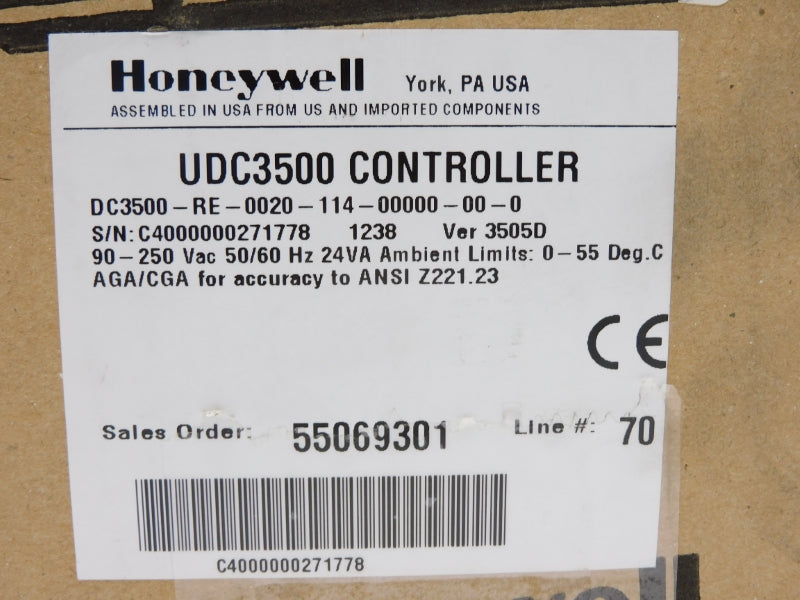 Honeywell York, PA USA
ASSEMBLED IN USA FROM US AND IMPORTED COMPONENTS
UDC3500 CONTROLLER
DC3500-RE-0020-114-00000-00-0
S/N: C4000000271778 1238 Ver 3505D
90-250 Vac 50/60 Hz 24VA Ambient Limits: 0-55 Deg.C
AGA/CGA for accuracy to ANSI Z221.23
CE
Sales Order: 55069301 Line #: 70
C4000000271778